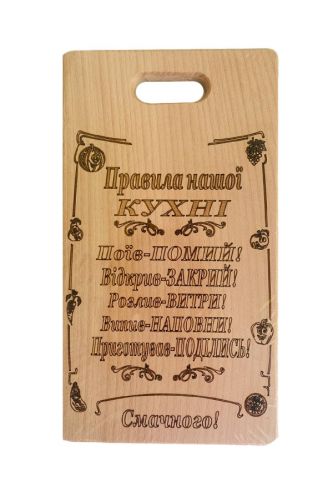 Правила нашої
КУХНІ
Поїв-ПОМИЙ!
Відкрив-ЗАКРИЙ!
Розлив-ВИТРИ!
Випив-НАПОВНИ!
Приготував-ПОДІЛИСЬ!
Смачного!